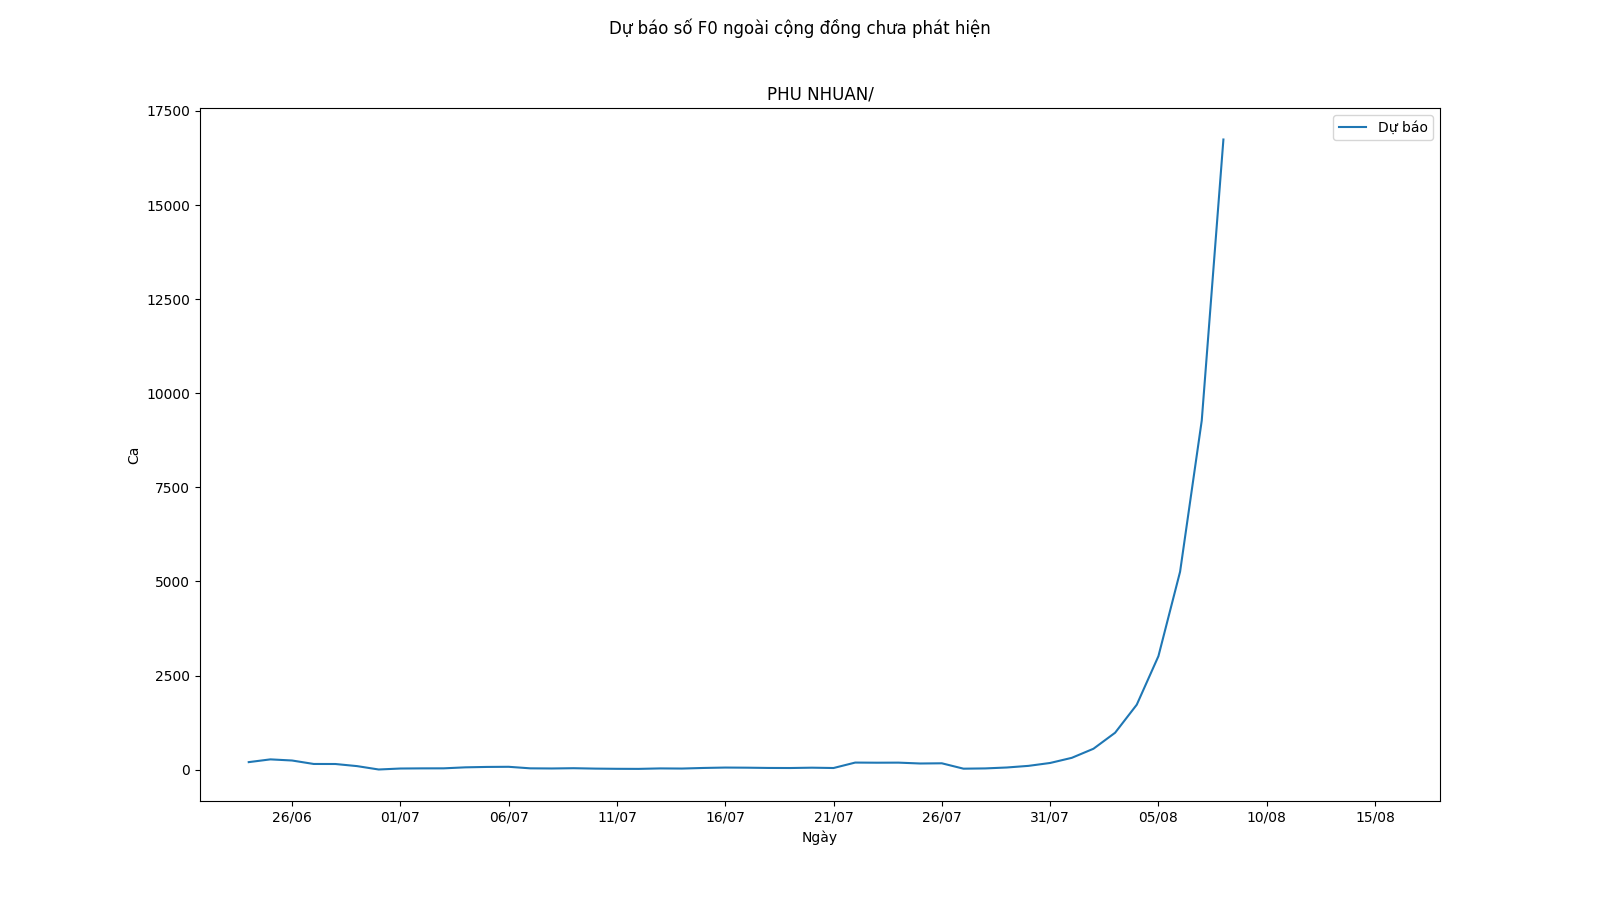 Dự báo số F0 ngoài cộng đồng chưa phát hiện
PHU NHUAN/
17500
15000
12500
10000
7500
5000
2500
0
Ca
Dự báo
26/06 01/07 06/07 11/07 16/07 21/07 26/07 31/07 05/08 10/08 15/08
Ngày